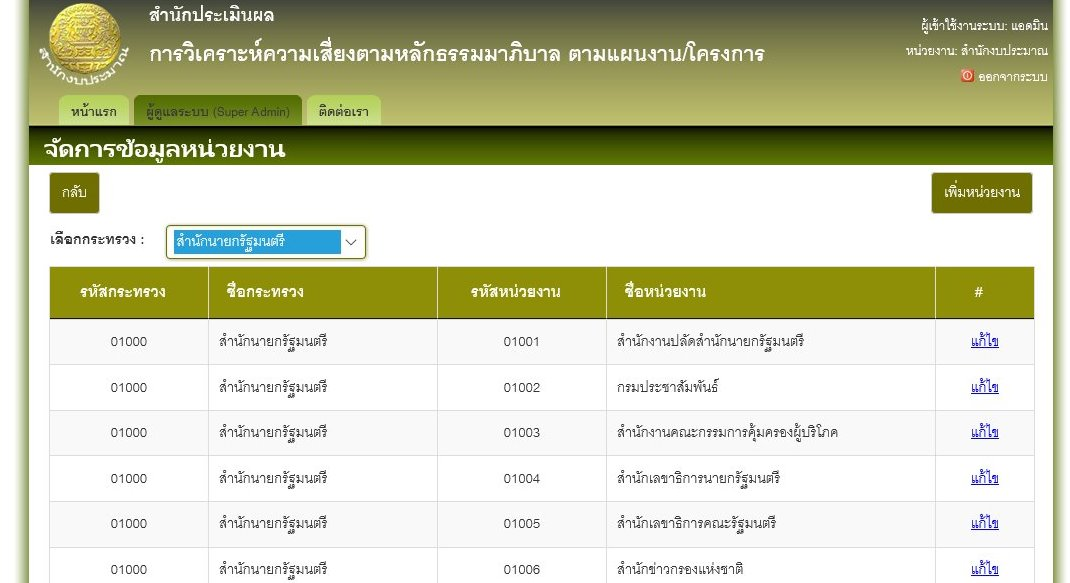 สำนักประเมินผล
การวิเคราะห์ความเสี่ยงตามหลักธรรมมาภิบาล ตามแผนงาน/โครงการ
สำนักงบประมาณ
ผู้เข้าใช้งานระบบ: แอดมิน
หน่วยงาน: สำนักงบประมาณ
ออกจากระบบ
หน้าแรก ผู้ดูแลระบบ (Super Admin) ติดต่อเรา
จัดการข้อมูลหน่วยงาน
กลับ เพิ่มหน่วยงาน
เลือกกระทรวง : สำนักนายกรัฐมนตรี
รหัสกระทรวง ชื่อกระทรวง รหัสหน่วยงาน ชื่อหน่วยงาน #
01000 สำนักนายกรัฐมนตรี 01001 สำนักงานปลัดสำนักนายกรัฐมนตรี แก้ไข
01000 สำนักนายกรัฐมนตรี 01002 กรมประชาสัมพันธ์ แก้ไข
01000 สำนักนายกรัฐมนตรี 01003 สำนักงานคณะกรรมการคุ้มครองผู้บริโภค แก้ไข
01000 สำนักนายกรัฐมนตรี 01004 สำนักเลขาธิการนายกรัฐมนตรี แก้ไข
01000 สำนักนายกรัฐมนตรี 01005 สำนักเลขาธิการคณะรัฐมนตรี แก้ไข
01000 สำนักนายกรัฐมนตรี 01006 สำนักข่าวกรองแห่งชาติ แก้ไข